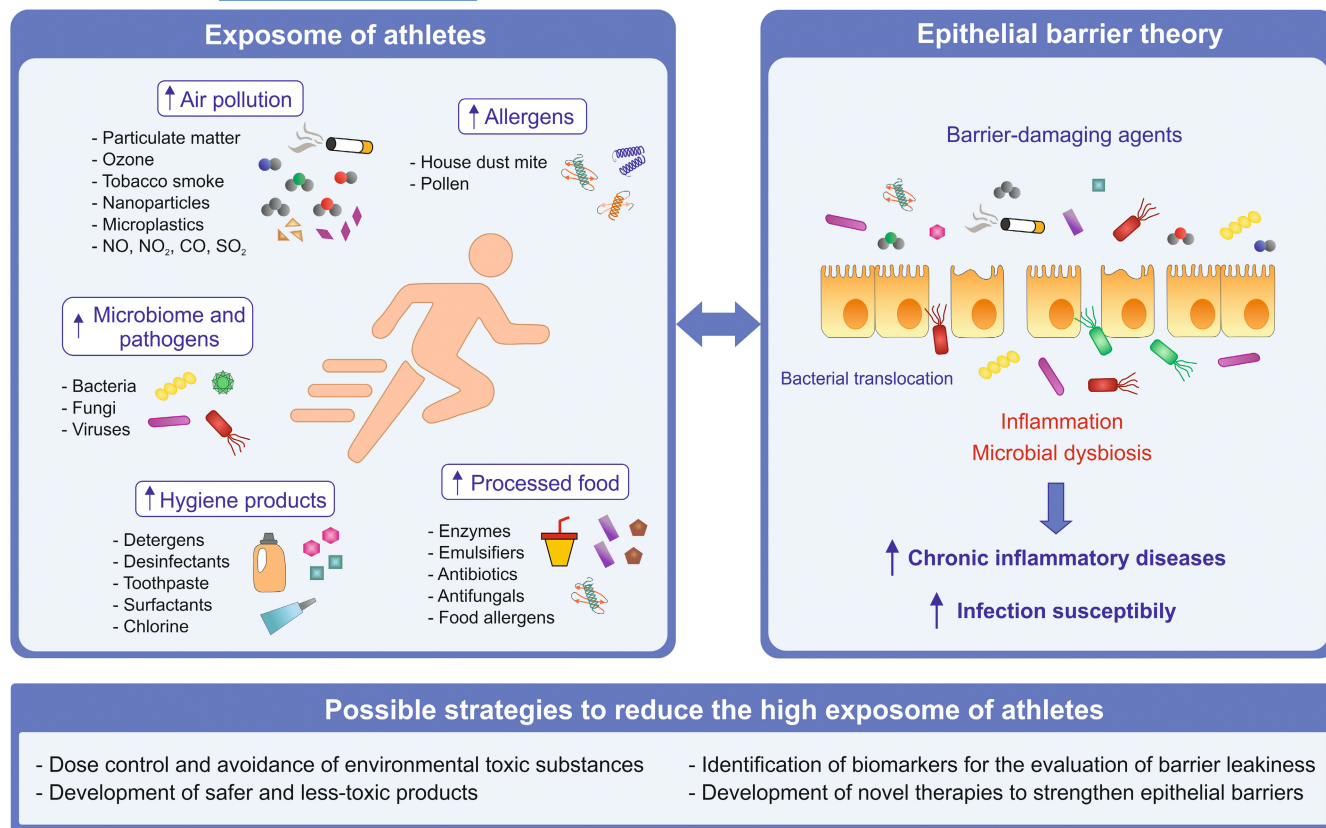 Exposome of athletes
↑ Air pollution
- Particulate matter
- Ozone
- Tobacco smoke
- Nanoparticles
- Microplastics
- NO, NO₂, CO, SO₂
↑ Allergens
- House dust mite
- Pollen
↑ Microbiome and
pathogens
- Bacteria
- Fungi
- Viruses
↑ Hygiene products
- Detergens
- Desinfectants
- Toothpaste
- Surfactants
- Chlorine
↑ Processed food
- Enzymes
- Emulsifiers
- Antibiotics
- Antifungals
- Food allergens
Epithelial barrier theory
Barrier-damaging agents
Bacterial translocation
Inflammation
Microbial dysbiosis
↑ Chronic inflammatory diseases
↑ Infection susceptibily
Possible strategies to reduce the high exposome of athletes
- Dose control and avoidance of environmental toxic substances
- Development of safer and less-toxic products
- Identification of biomarkers for the evaluation of barrier leakiness
- Development of novel therapies to strengthen epithelial barriers